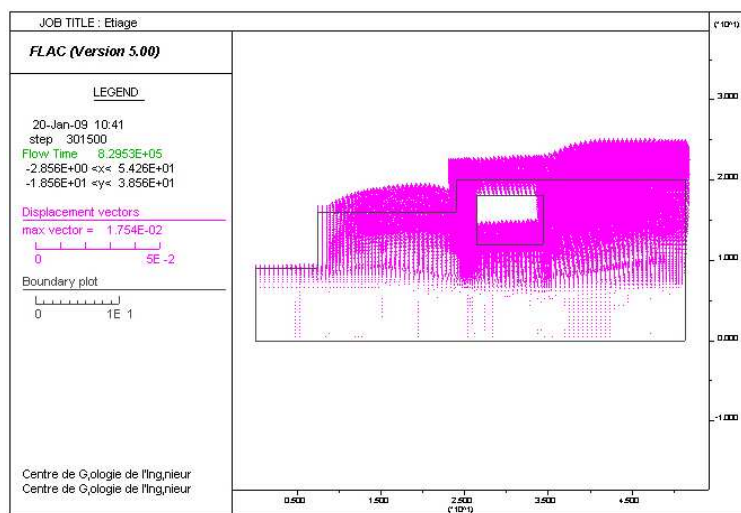 JOB TITLE : Etiage
FLAC (Version 5.00)
LEGEND
20-Jan-09 10:41
step 301500
Flow Time 8.2953E+05
-2.856E+00 <x< 5.426E+01
-1.856E+01 <y< 3.856E+01
Displacement vectors
max vector = 1.754E-02
0 5E -2
Boundary plot
0 1E 1
Centre de G,ologie de l'Ing,nieur
Centre de G,ologie de l'Ing,nieur
(*10^1)
3.000
2.000
1.000
0.000
-1.000
0.500 1.500 2.500 3.500 4.500
(*10^1)